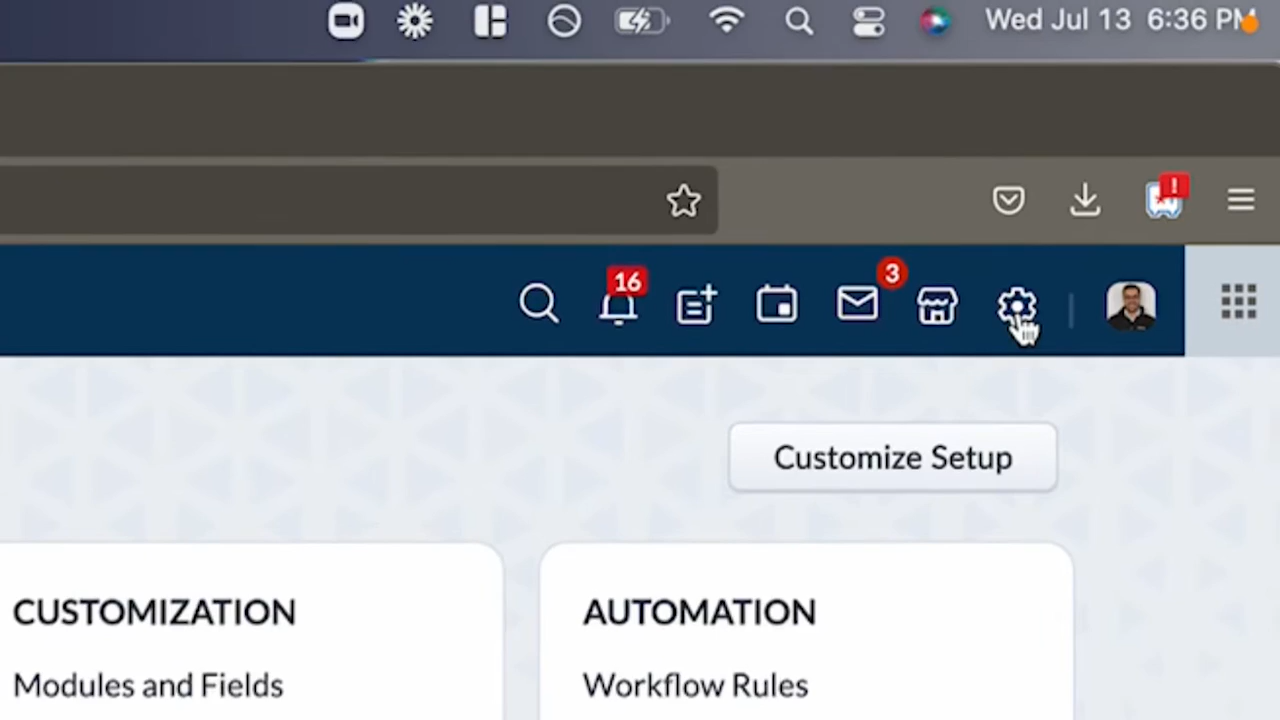 Wed Jul 13 6:36 PM
!
16
3
Customize Setup
CUSTOMIZATION
AUTOMATION
Modules and Fields
Workflow Rules